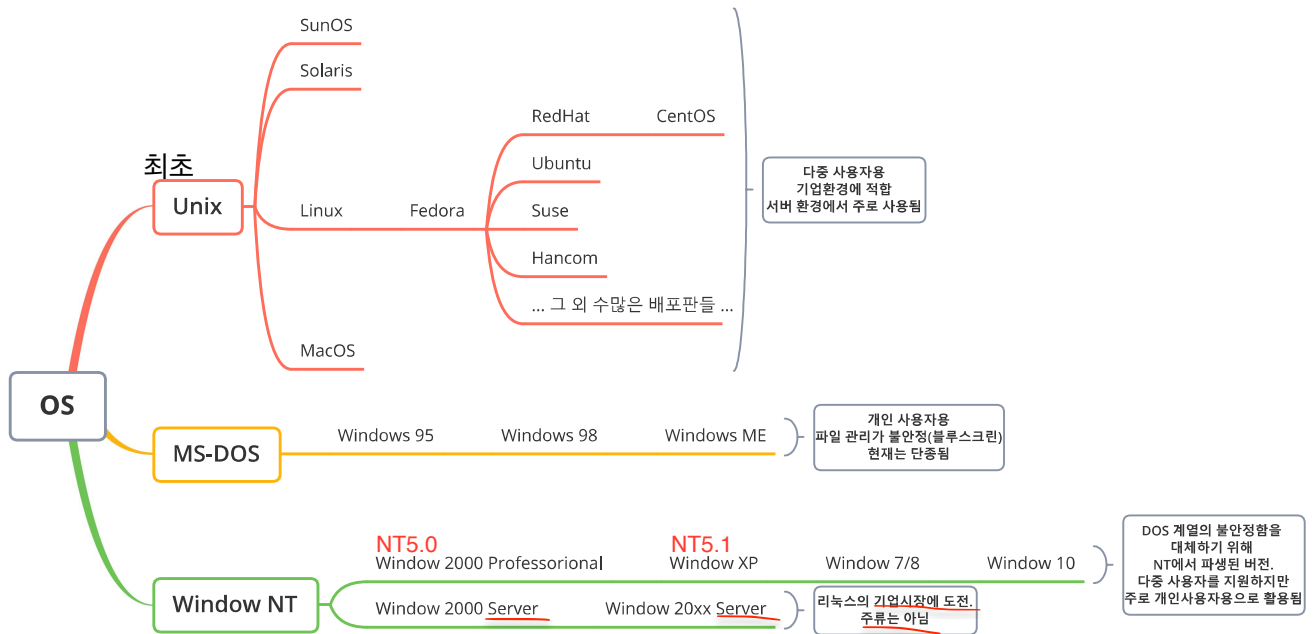 SunOS
Solaris
RedHat CentOS
최초
Ubuntu
다중 사용자용
기업환경에 적합
서버 환경에서 주로 사용됨
Unix
Linux Fedora Suse
Hancom
... 그 외 수많은 배포판들 ...
MacOS
OS
MS-DOS
Windows 95 Windows 98 Windows ME
개인 사용자용
파일 관리가 불안정(블루스크린)
현재는 단종됨
NT5.0 NT5.1
Window 2000 Professorional Window XP Window 7/8 Window 10
DOS 계열의 불안정함을
대체하기 위해
NT에서 파생된 버전.
다중 사용자를 지원하지만
주로 개인사용자용으로 활용됨
Window NT
Window 2000 Server Window 20xx Server
리눅스의 기업시장에 도전.
주류는 아님